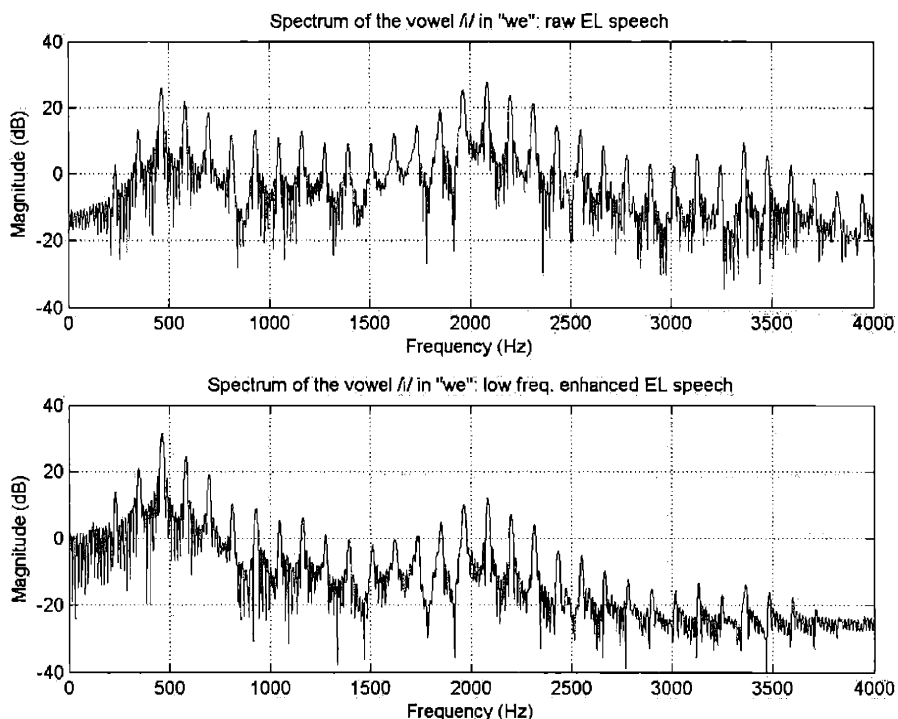 Spectrum of the vowel /i/ in "we": raw EL speech
40
20
0
-20
-40
Magnitude (dB)
0 500 1000 1500 2000 2500 3000 3500 4000
Frequency (Hz)
Spectrum of the vowel /i/ in "we": low freq. enhanced EL speech
40
20
0
-20
-40
Magnitude (dB)
0 500 1000 1500 2000 2500 3000 3500 4000
Frequency (Hz)